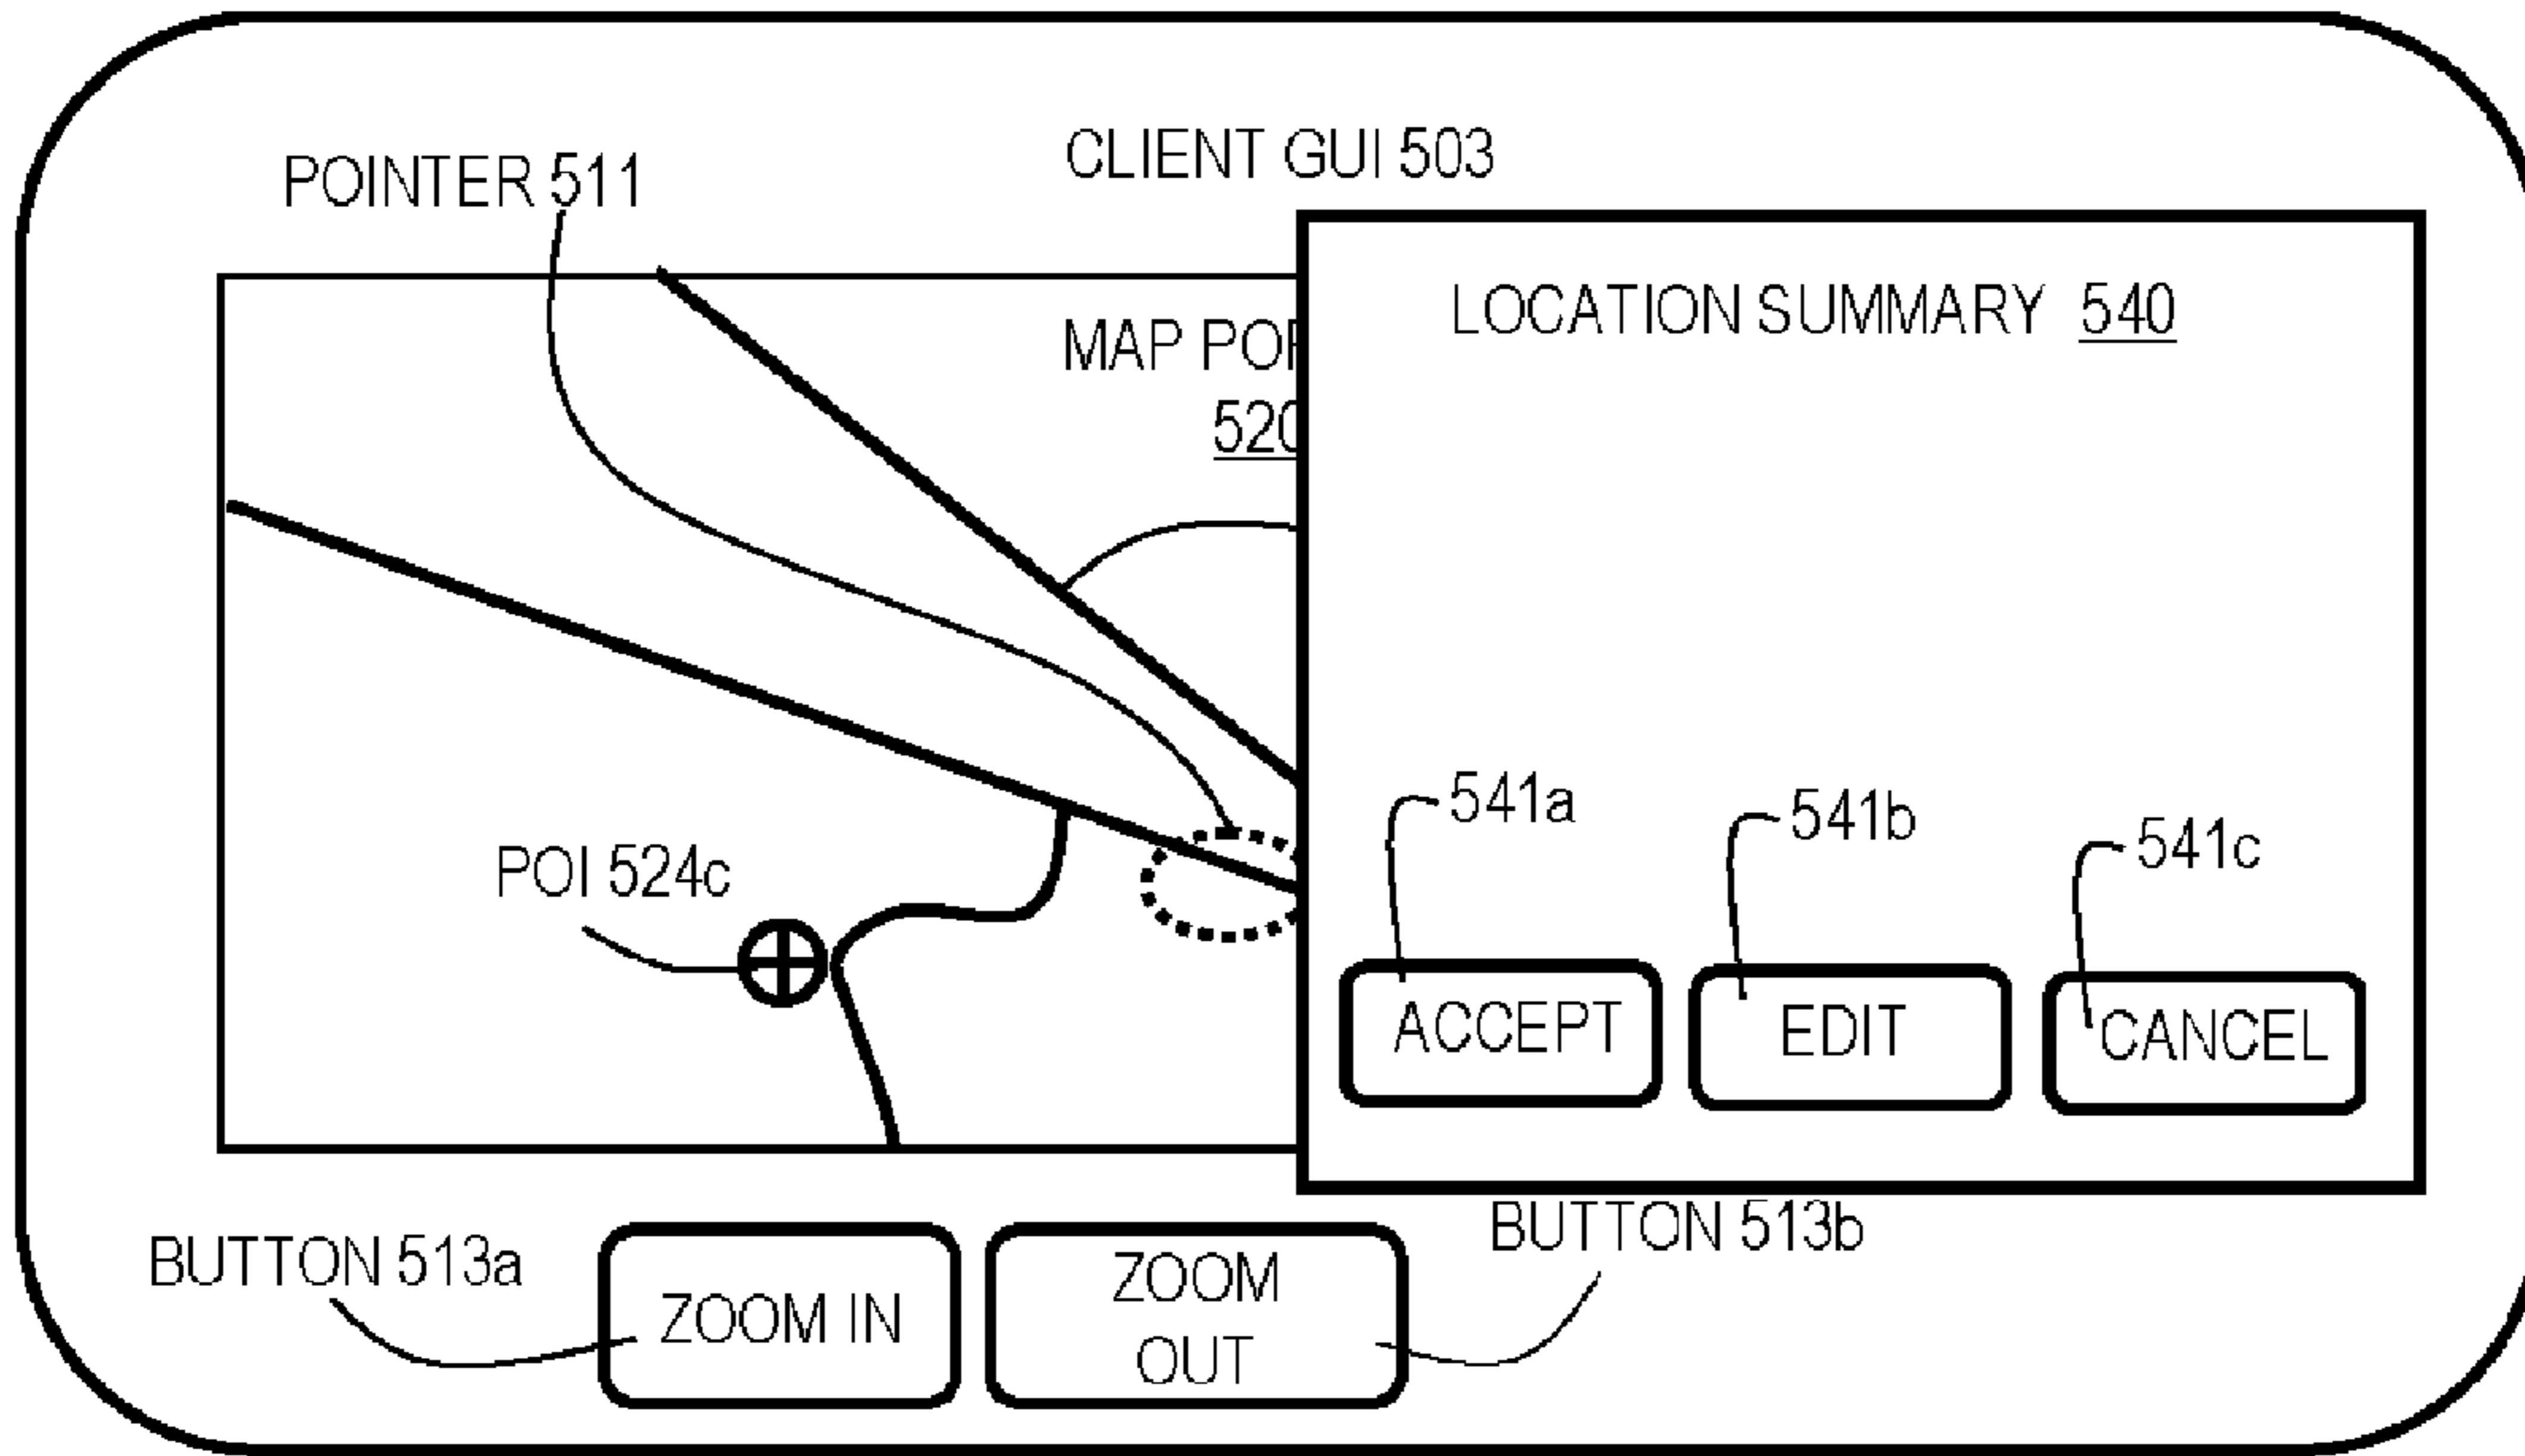 CLIENT GUI 503
POINTER 511
LOCATION SUMMARY 540
MAP
520
541a
541b
541c
POI 524c
ACCEPT
EDIT
CANCEL
BUTTON 513a
ZOOM IN
ZOOM
OUT
BUTTON 513b